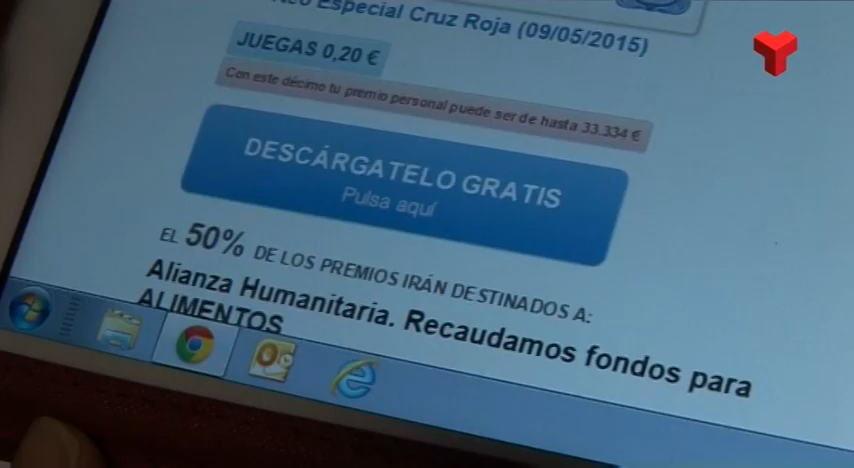 Especial Cruz Roja (09/05/2015)
JUEGAS 0,20 €
Con este décimo tu premio personal puede ser de hasta 33.334 €
DESCÁRGATELO GRATIS
Pulsa aquí
EL 50% DE LOS PREMIOS IRÁN DESTINADOS A:
Alianza Humanitaria. Recaudamos fondos para
ALIMENTOS